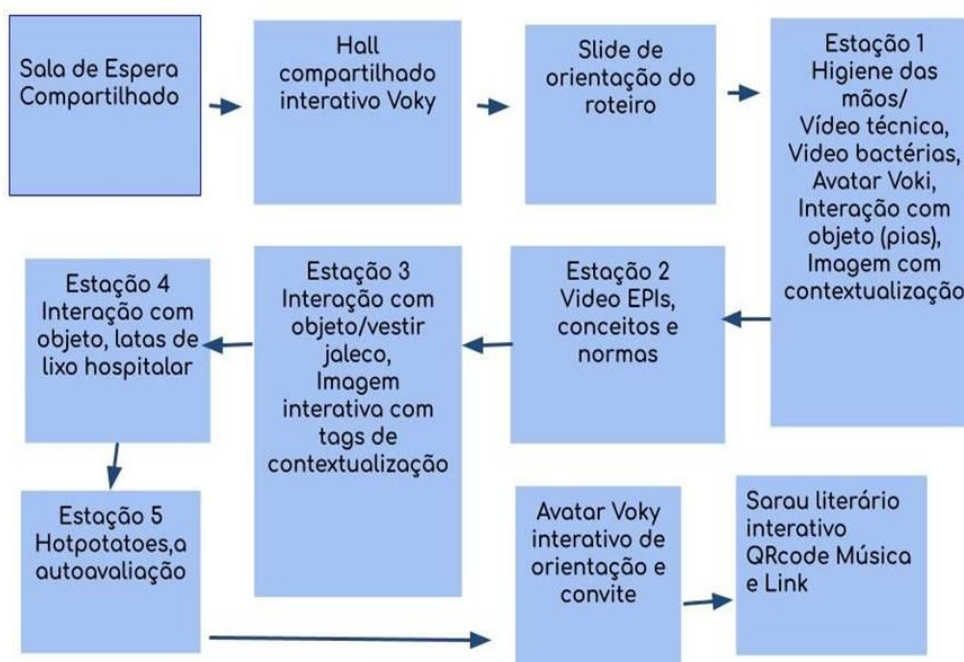 Sala de Espera
Compartilhado
Hall
compartilhado
interativo Voky
Slide de
orientação do
roteiro
Estação 1
Higiene das
mãos/
Vídeo técnica,
Video bactérias,
Avatar Voki,
Interação com
objeto (pias),
Imagem com
contextualização
Estação 2
Video EPIs,
conceitos e
normas
Estação 3
Interação com
objeto/vestir
jaleco,
Imagem
interativa com
tags de
contextualização
Estação 4
Interação com
objeto, latas de
lixo hospitalar
Estação 5
Hotpotatoes,a
autoavaliação
Avatar Voky
interativo de
orientação e
convite
Sarau literário
interativo
QRcode Música
e Link